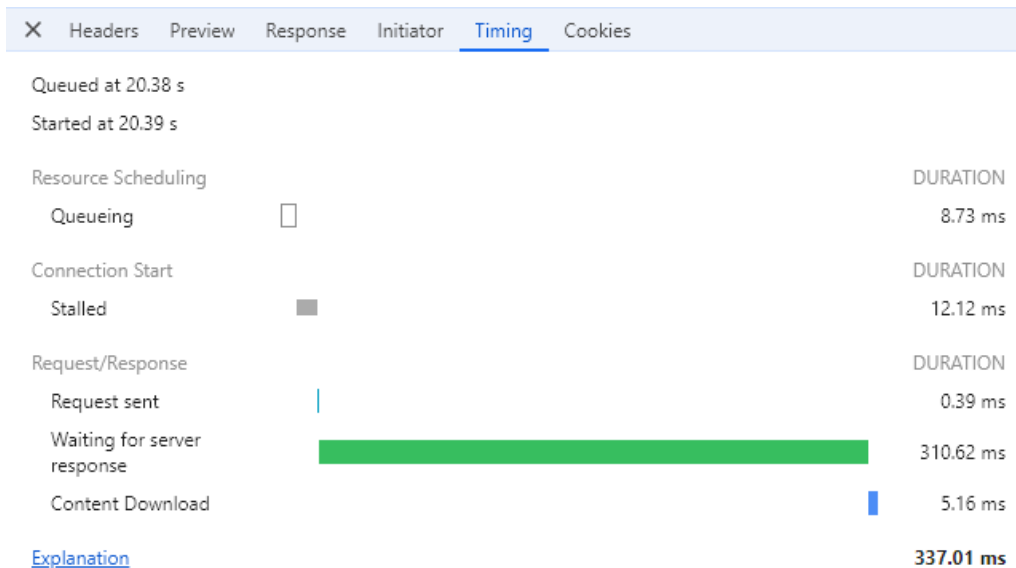 Headers Preview Response Initiator Timing Cookies
Queued at 20.38 s
Started at 20.39 s
Resource Scheduling DURATION
Queueing 8.73 ms
Connection Start DURATION
Stalled 12.12 ms
Request/Response DURATION
Request sent 0.39 ms
Waiting for server
response 310.62 ms
Content Download 5.16 ms
Explanation 337.01 ms